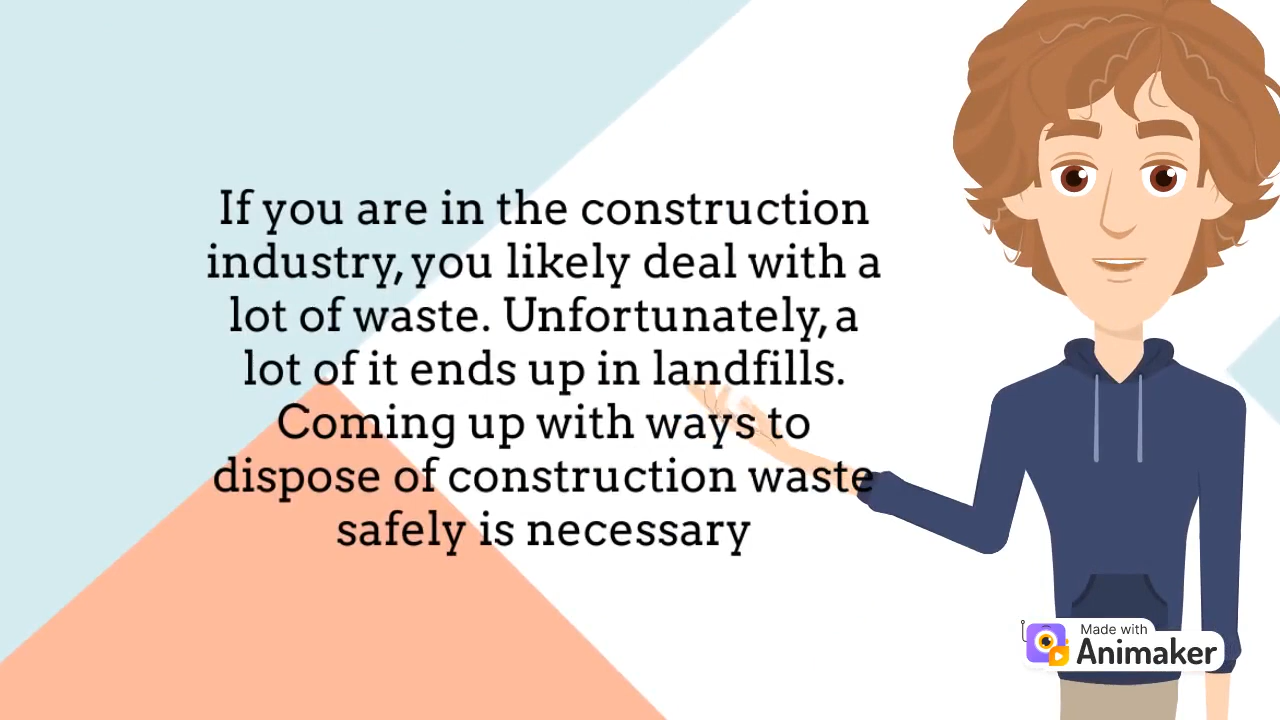 If you are in the construction
industry, you likely deal with a
lot of waste. Unfortunately, a
lot of it ends up in landfills.
Coming up with ways to
dispose of construction waste
safely is necessary
Made with
Animaker